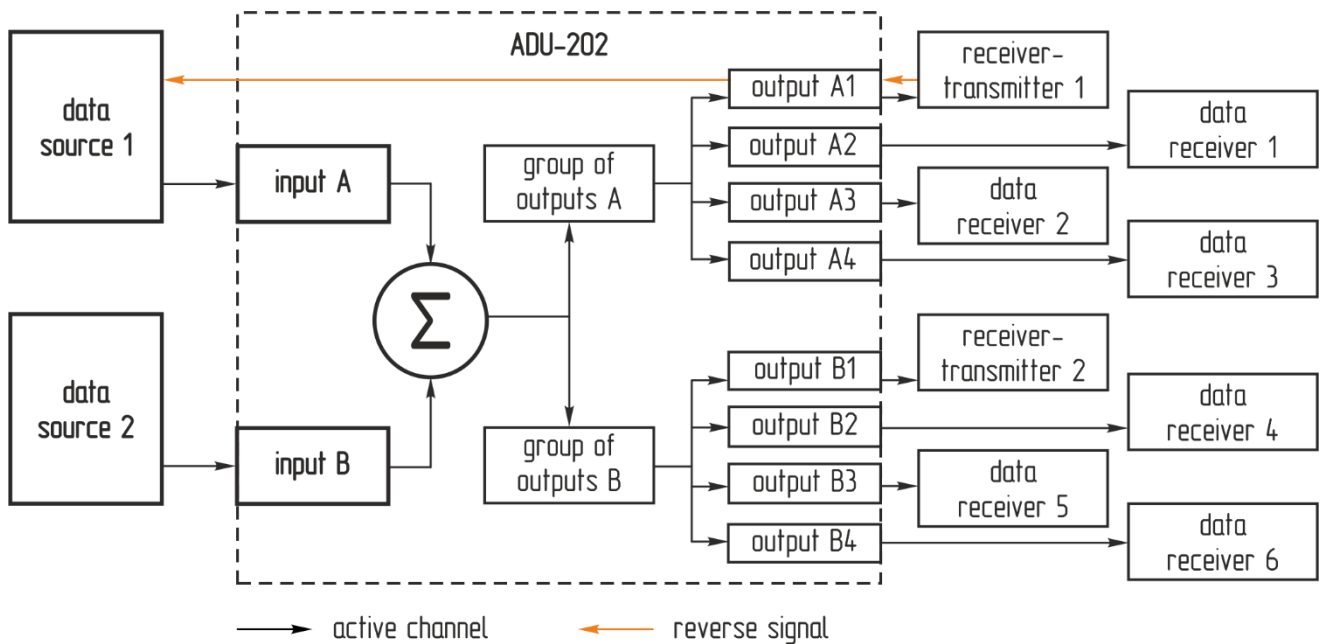 ADU-202
data
source 1
input A
data
source 2
input B
Σ
group of
outputs A
group of
outputs B
output A1
output A2
output A3
output A4
output B1
output B2
output B3
output B4
receiver-
transmitter 1
data
receiver 1
data
receiver 2
data
receiver 3
receiver-
transmitter 2
data
receiver 4
data
receiver 5
data
receiver 6
active channel
reverse signal